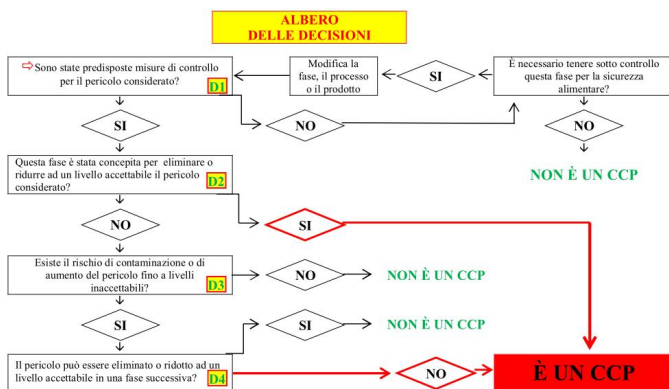 ALBERO
DELLE DECISIONI
⇨Sono state predisposte misure di controllo
per il pericolo considerato?
D1
Modifica la
fase, il processo
o il prodotto
SI
È necessario tenere sotto controllo
questa fase per la sicurezza
alimentare?
SI
NO
NO
NON È UN CCP
Questa fase è stata concepita per eliminare o
ridurre ad un livello accettabile il pericolo
considerato?
D2
NO
SI
Esiste il rischio di contaminazione o di
aumento del pericolo fino a livelli
inaccettabili?
D3
NO
NON È UN CCP
SI
SI
NON È UN CCP
Il pericolo può essere eliminato o ridotto ad un
livello accettabile in una fase successiva?
D4
NO
È UN CCP